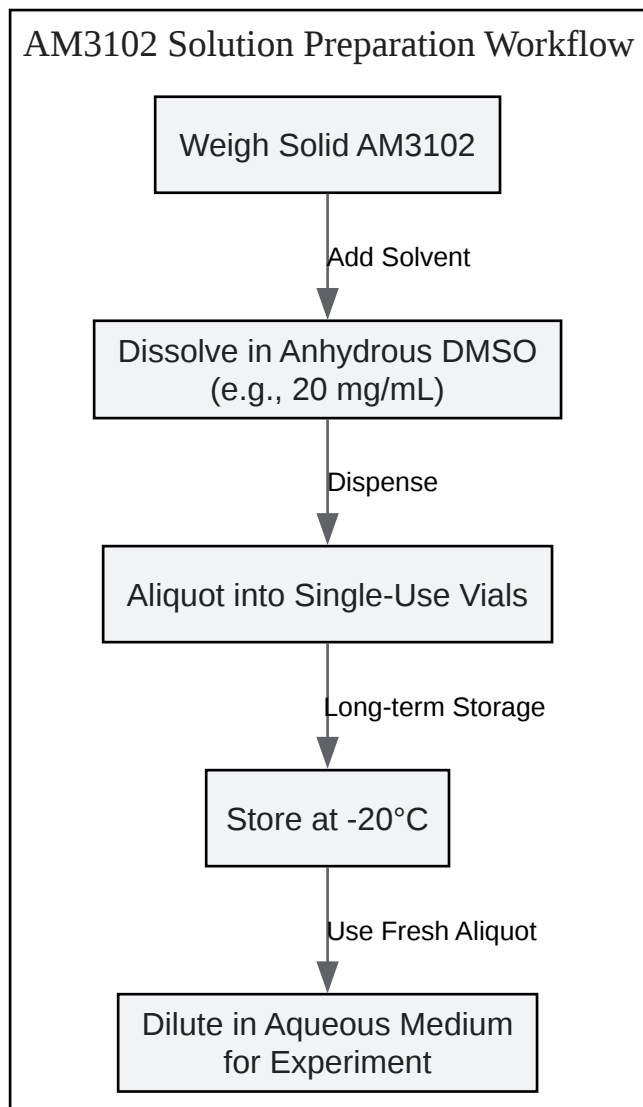 AM3102 Solution Preparation Workflow
Weigh Solid AM3102
Add Solvent
Dissolve in Anhydrous DMSO
(e.g., 20 mg/mL)
Dispense
Aliquot into Single-Use Vials
Long-term Storage
Store at -20°C
Use Fresh Aliquot
Dilute in Aqueous Medium
for Experiment